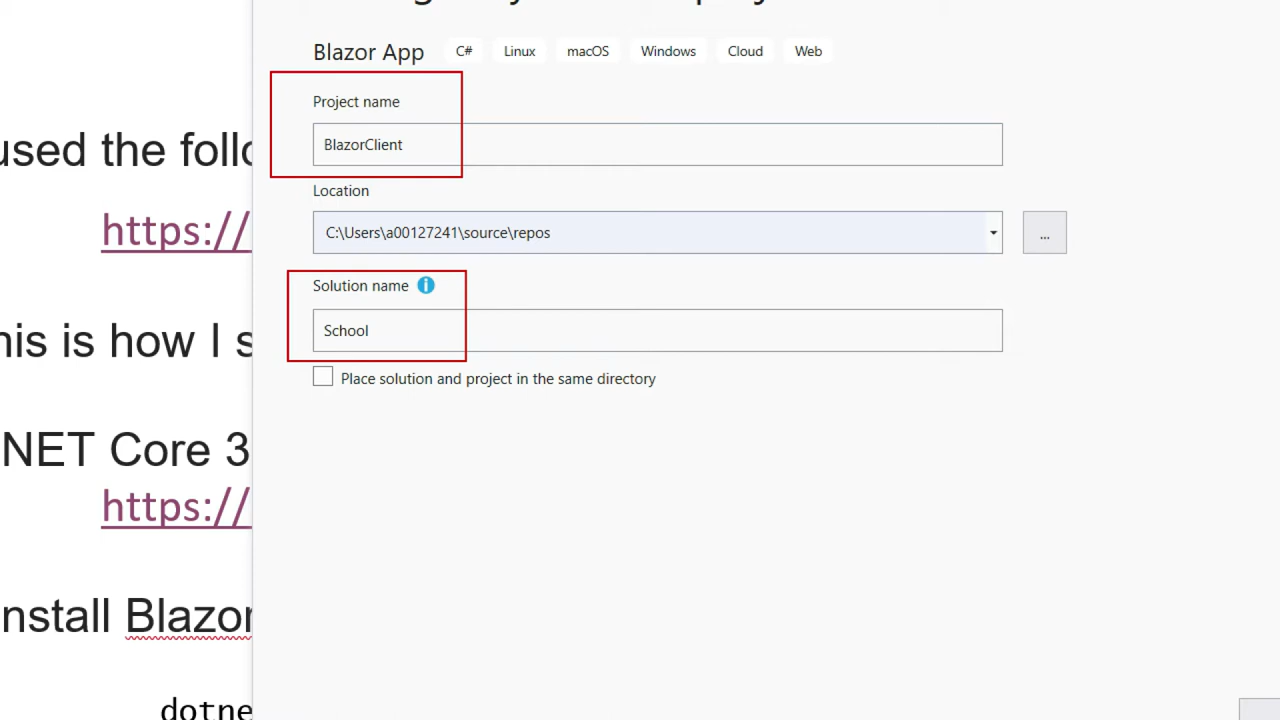 Blazor App C# Linux macOS Windows Cloud Web
Project name
BlazorClient
Location
C:\Users\a00127241\source\repos
...
Solution name
School
Place solution and project in the same directory
used the follo
https://
his is how I s
NET Core 3
https://
nstall Blazor
dotne